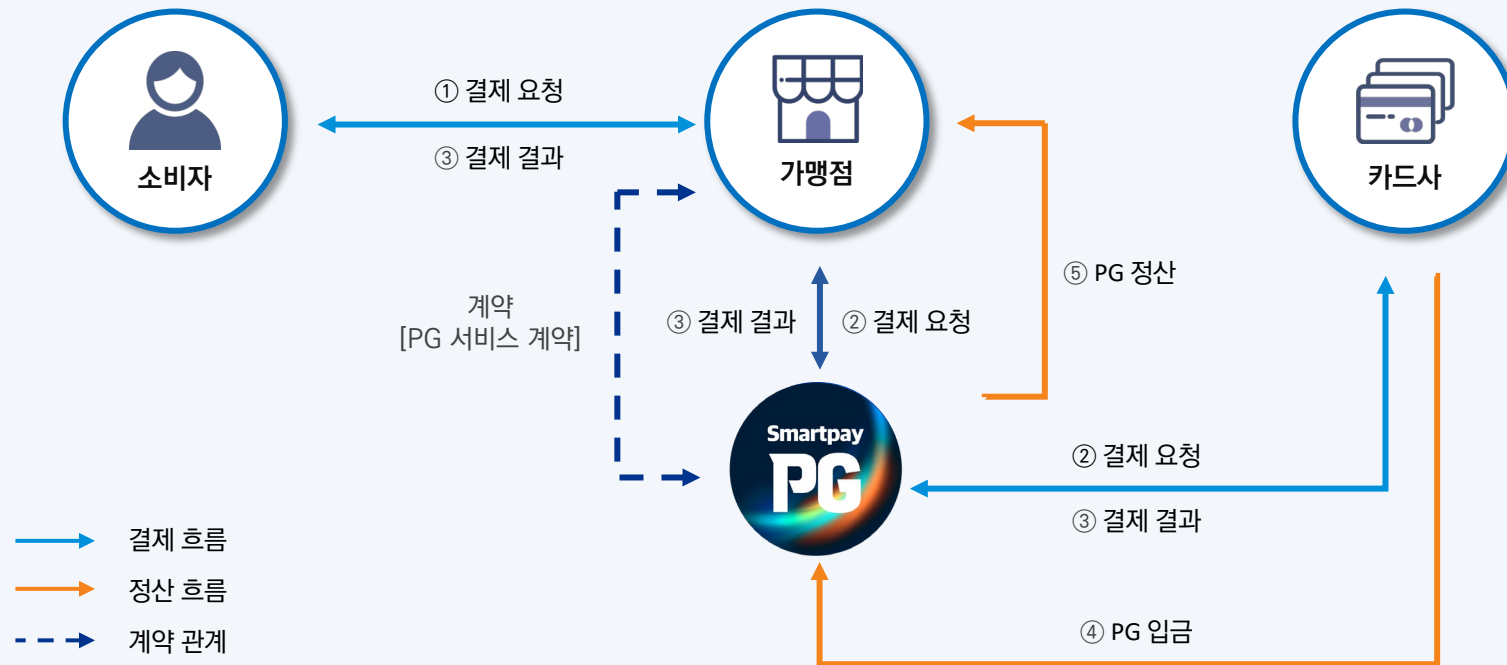 ① 결제 요청
③ 결제 결과
소비자
가맹점
카드사
계약
[PG 서비스 계약]
③ 결제 결과
② 결제 요청
⑤ PG 정산
Smartpay
PG
② 결제 요청
③ 결제 결과
④ PG 입금
결제 흐름
정산 흐름
계약 관계